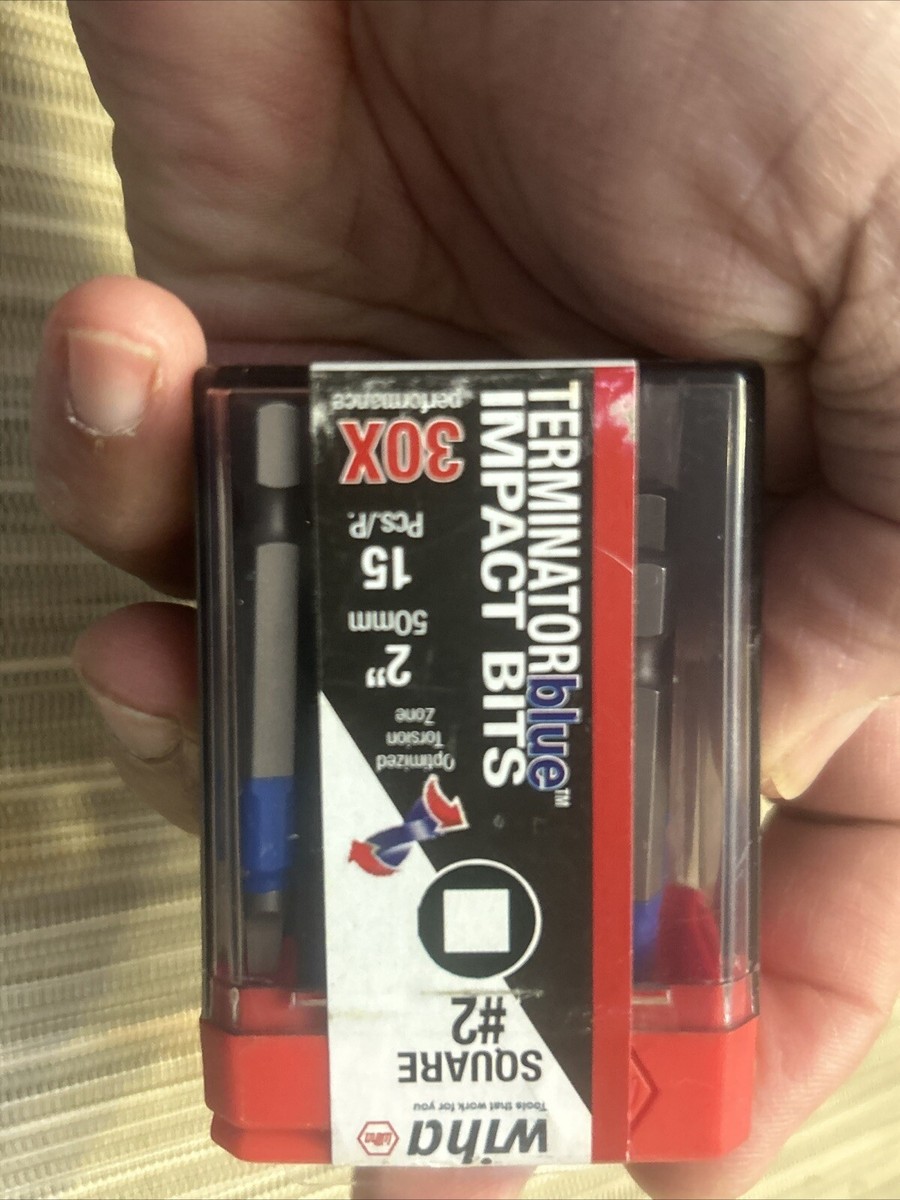 wiha
wiha
Tools that work for you
SQUARE
#2
TERMINATORblue™
IMPACT BITS
Optimized
Torsion
Zone
2”
50mm
15
Pcs./P.
30X
performance